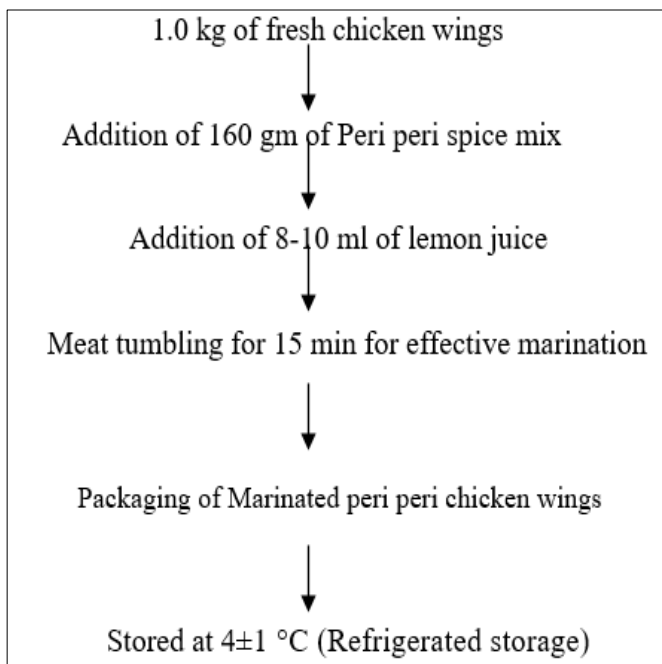 1.0 kg of fresh chicken wings
Addition of 160 gm of Peri peri spice mix
Addition of 8-10 ml of lemon juice
Meat tumbling for 15 min for effective marination
Packaging of Marinated peri peri chicken wings
Stored at 4±1 °C (Refrigerated storage)